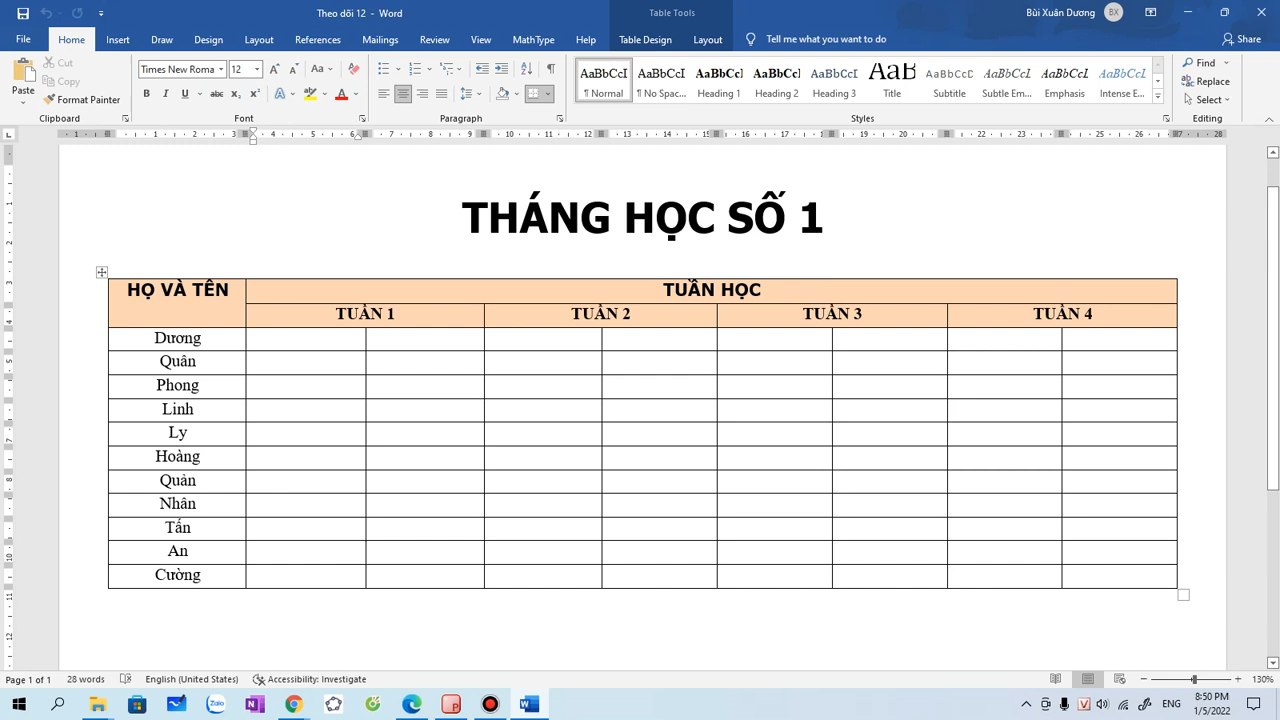 Theo dõi 12 - Word
Table Tools
Bùi Xuân Dương
BX
File Home Insert Draw Design Layout References Mailings Review View MathType Help Table Design Layout Tell me what you want to do Share
Paste
Cut
Copy
Format Painter
Clipboard
Times New Roma 12
Font
Paragraph
AaBbCcI AaBbCcI AaBbCcI AaBbCcI AaBbCcI AaB AaBbCcD AaBbCcI AaBbCcI AaBbCcI
¶ Normal ¶ No Spac... Heading 1 Heading 2 Heading 3 Title Subtitle Subtle Em... Emphasis Intense E...
Styles
Find
Replace
Select
Editing
THÁNG HỌC SỐ 1
HỌ VÀ TÊN TUẦN HỌC
TUẦN 1 TUẦN 2 TUẦN 3 TUẦN 4
Dương
Quân
Phong
Linh
Ly
Hoàng
Quản
Nhân
Tấn
An
Cường
Page 1 of 1 28 words English (United States) Accessibility: Investigate 130%
Zalo
ENG
8:50 PM
1/5/2022